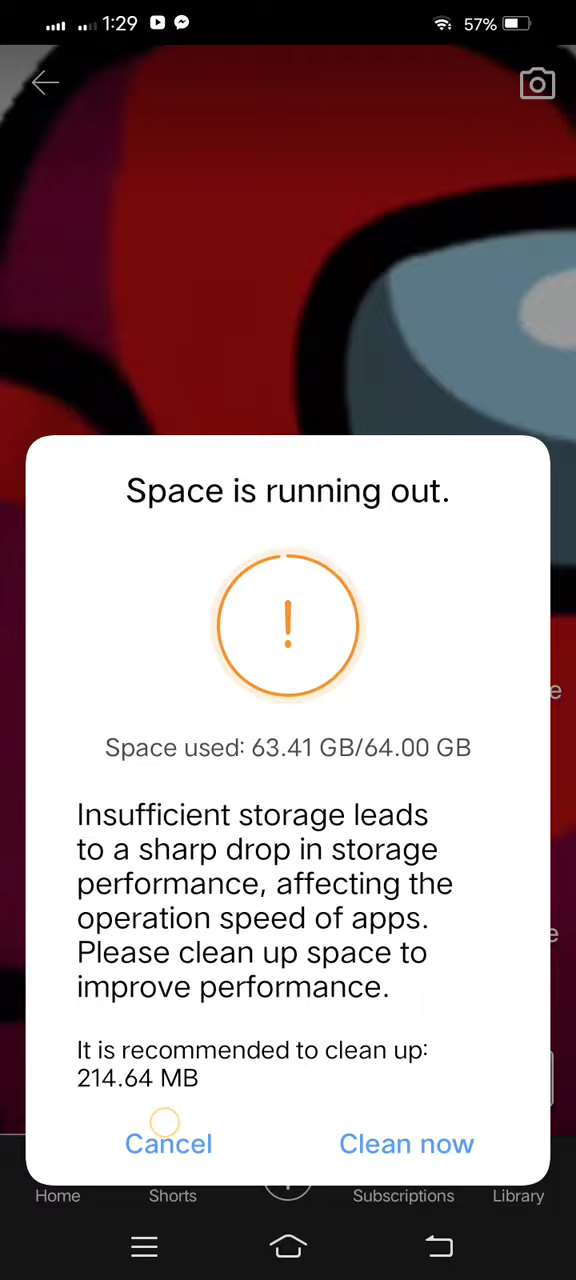 1:29
57%
Space is running out.
Space used: 63.41 GB/64.00 GB
Insufficient storage leads
to a sharp drop in storage
performance, affecting the
operation speed of apps.
Please clean up space to
improve performance.
It is recommended to clean up:
214.64 MB
Cancel Clean now
Home Shorts Subscriptions Library